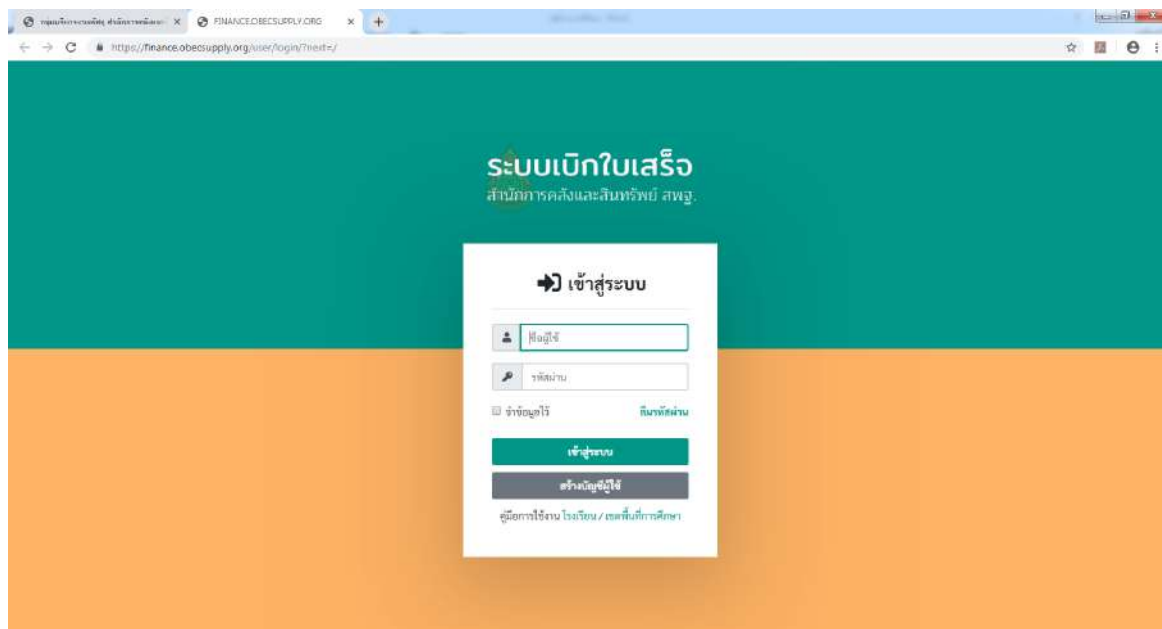 FINANCE.OBECSUPPLY.ORG
https://finance.obecsupply.org/user/login/?next=/
ระบบเบิกใบเสร็จ
สำนักการคลังและสินทรัพย์ สพฐ.
เข้าสู่ระบบ
ชื่อผู้ใช้
รหัสผ่าน
จำข้อมูลไว้ ลืมรหัสผ่าน
เข้าสู่ระบบ
สร้างบัญชีผู้ใช้
คู่มือการใช้งาน โรงเรียน / เขตพื้นที่การศึกษา